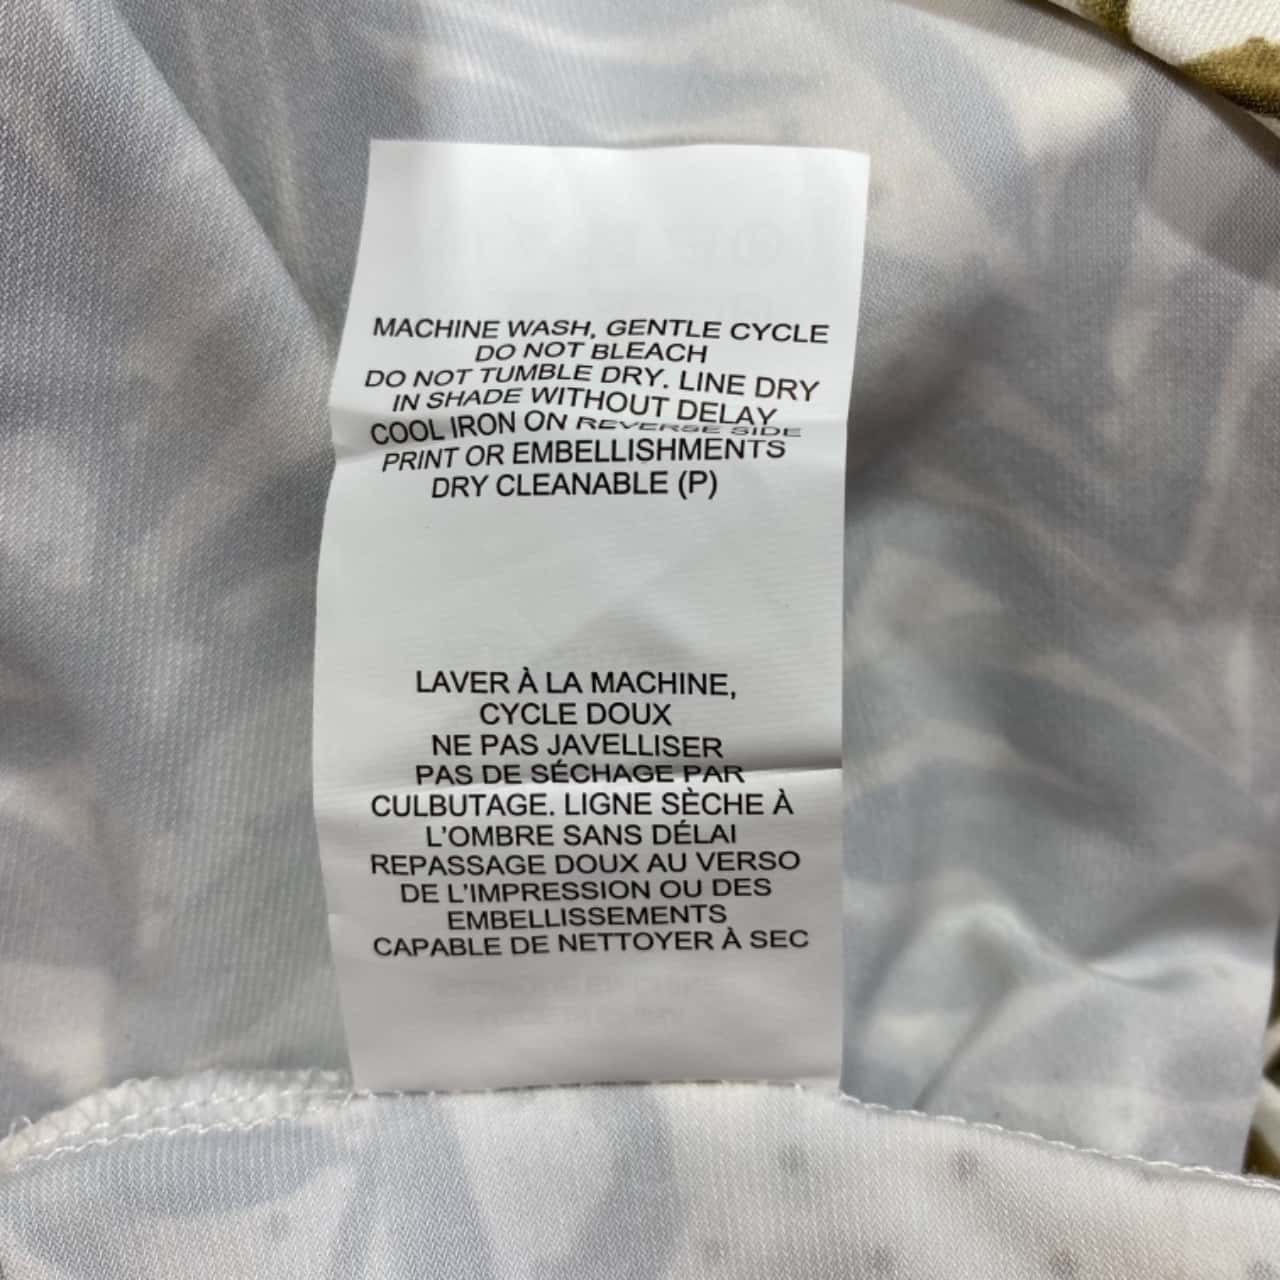 MACHINE WASH, GENTLE CYCLE
DO NOT BLEACH
DO NOT TUMBLE DRY. LINE DRY
IN SHADE WITHOUT DELAY
COOL IRON ON REVERSE SIDE
PRINT OR EMBELLISHMENTS
DRY CLEANABLE (P)
LAVER À LA MACHINE,
CYCLE DOUX
NE PAS JAVELLISER
PAS DE SÉCHAGE PAR
CULBUTAGE. LIGNE SÈCHE À
L'OMBRE SANS DÉLAI
REPASSAGE DOUX AU VERSO
DE L'IMPRESSION OU DES
EMBELLISSEMENTS
CAPABLE DE NETTOYER À SEC